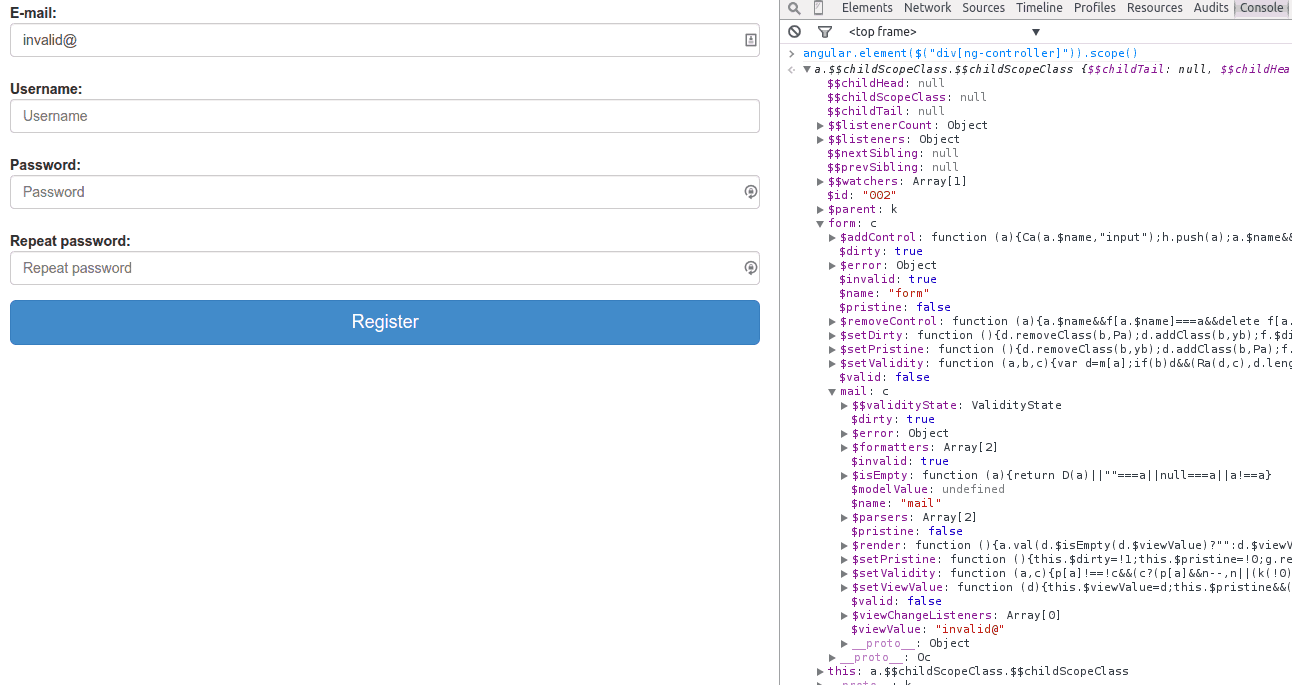 E-mail:
invalid@
Username:
Username
Password:
Password
Repeat password:
Repeat password
Register
Elements Network Sources Timeline Profiles Resources Audits Console
<top frame>
angular.element($("div[ng-controller]")).scope()
a.$$childScopeClass.$$childScopeClass {$$childTail: null, $$childHea
$$childHead: null
$$childScopeClass: null
$$childTail: null
$$listenerCount: Object
$$listeners: Object
$$nextSibling: null
$$prevSibling: null
$$watchers: Array[1]
$id: "002"
$parent: k
form: c
$addControl: function (a){Ca(a.$name,"input");h.push(a);a.$name&&
$dirty: true
$error: Object
$invalid: true
$name: "form"
$pristine: false
$removeControl: function (a){a.$name&&f[a.$name]===a&&delete f[a.
$setDirty: function (){d.removeClass(b,Pa);d.addClass(b,yb);f.$di
$setPristine: function (){d.removeClass(b,yb);d.addClass(b,Pa);f.
$setValidity: function (a,b,c){var d=m[a];if(b)d&&(Ra(d,c),d.leng
$valid: false
mail: c
$$validityState: ValidityState
$dirty: true
$error: Object
$formatters: Array[2]
$invalid: true
$isEmpty: function (a){return D(a)||""===a||null===a||a!==a}
$modelValue: undefined
$name: "mail"
$parsers: Array[2]
$pristine: false
$render: function (){a.val(d.$isEmpty(d.$viewValue)?"":d.$viewV
$setPristine: function (){this.$dirty=!1;this.$pristine=!0;g.re
$setValidity: function (a,c){p[a]!==!c&&(c?(p[a]&&n--,n||(k(!0)
$setViewValue: function (d){this.$viewValue=d;this.$pristine&&(
$valid: false
$viewChangeListeners: Array[0]
$viewValue: "invalid@"
__proto__: Object
__proto__: Oc
this: a.$$childScopeClass.$$childScopeClass
__proto__: k